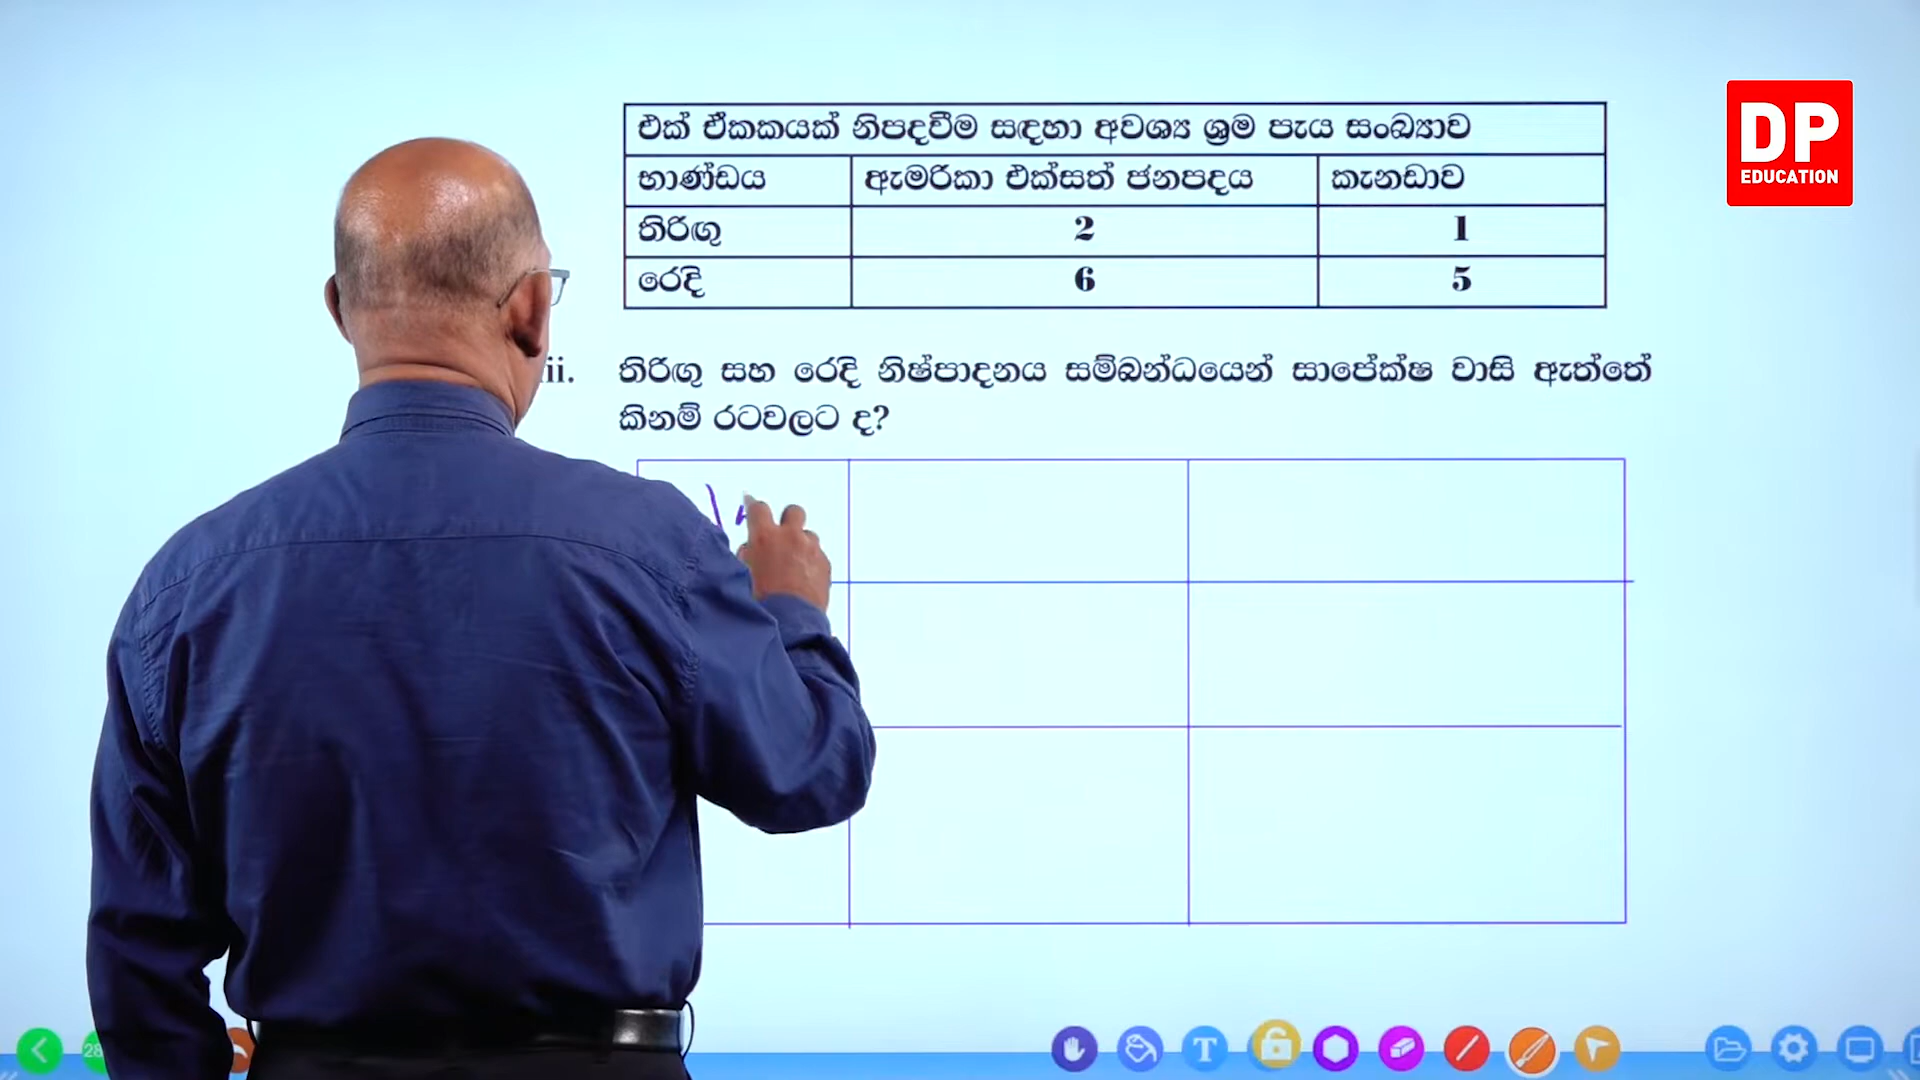 DP
EDUCATION
එක් ඒකකයක් නිපදවීම සඳහා අවශ්‍ය ශ්‍රම පැය සංඛ්‍යාව
භාණ්ඩය ඇමරිකා එක්සත් ජනපදය කැනඩාව
තිරිඟු 2 1
රෙදි 6 5
ii. තිරිඟු සහ රෙදි නිෂ්පාදනය සම්බන්ධයෙන් සාපේක්ෂ වාසි ඇත්තේ
කිනම් රටවලට ද?
28
T